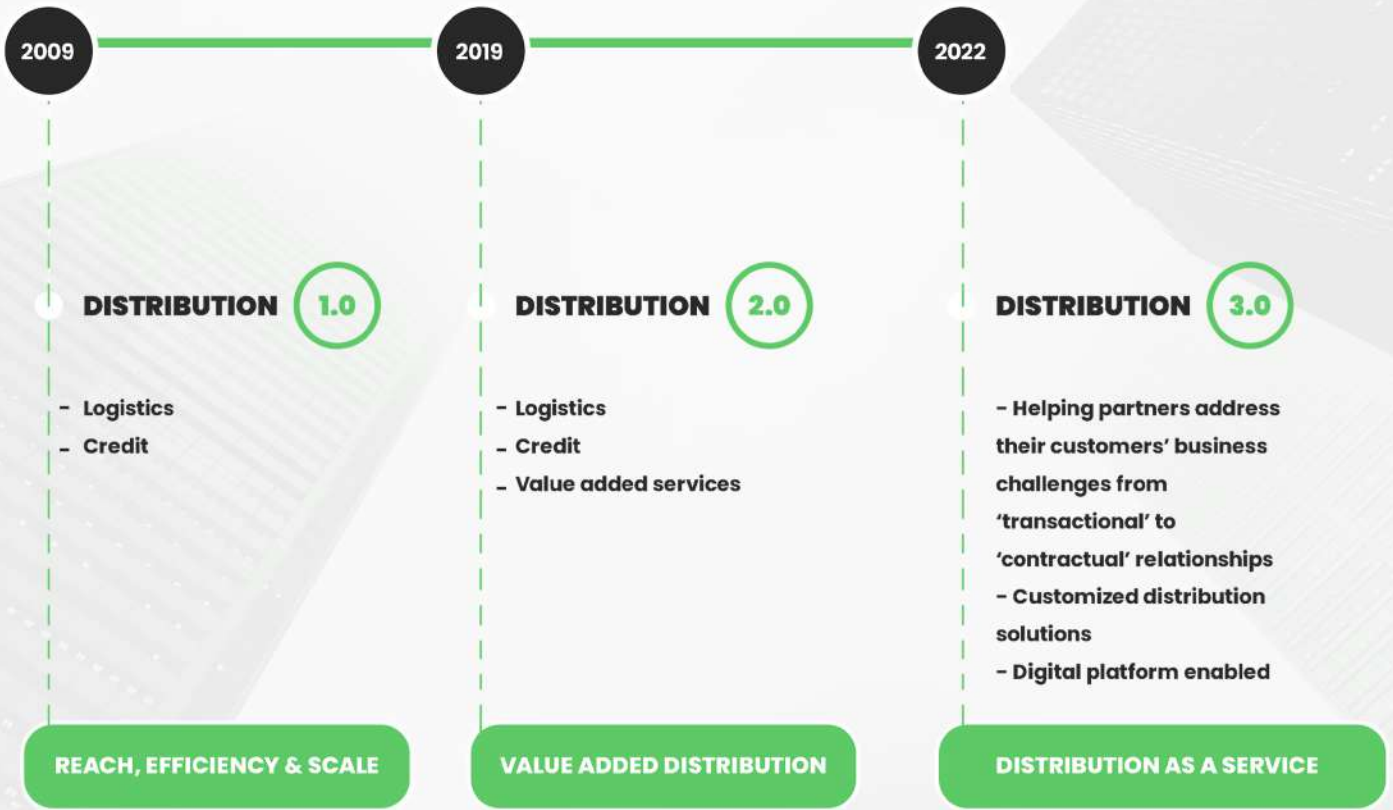 2009
2019
2022
DISTRIBUTION 1.0
- Logistics
- Credit
REACH, EFFICIENCY & SCALE
DISTRIBUTION 2.0
- Logistics
- Credit
- Value added services
VALUE ADDED DISTRIBUTION
DISTRIBUTION 3.0
- Helping partners address
their customers’ business
challenges from
‘transactional’ to
‘contractual’ relationships
- Customized distribution
solutions
- Digital platform enabled
DISTRIBUTION AS A SERVICE